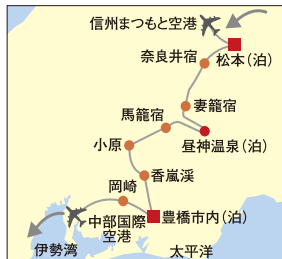 信州まつもと空港
松本(泊)
奈良井宿
妻籠宿
馬籠宿
昼神温泉(泊)
小原
香嵐渓
岡崎
豊橋市内(泊)
中部国際
空港
伊勢湾
太平洋